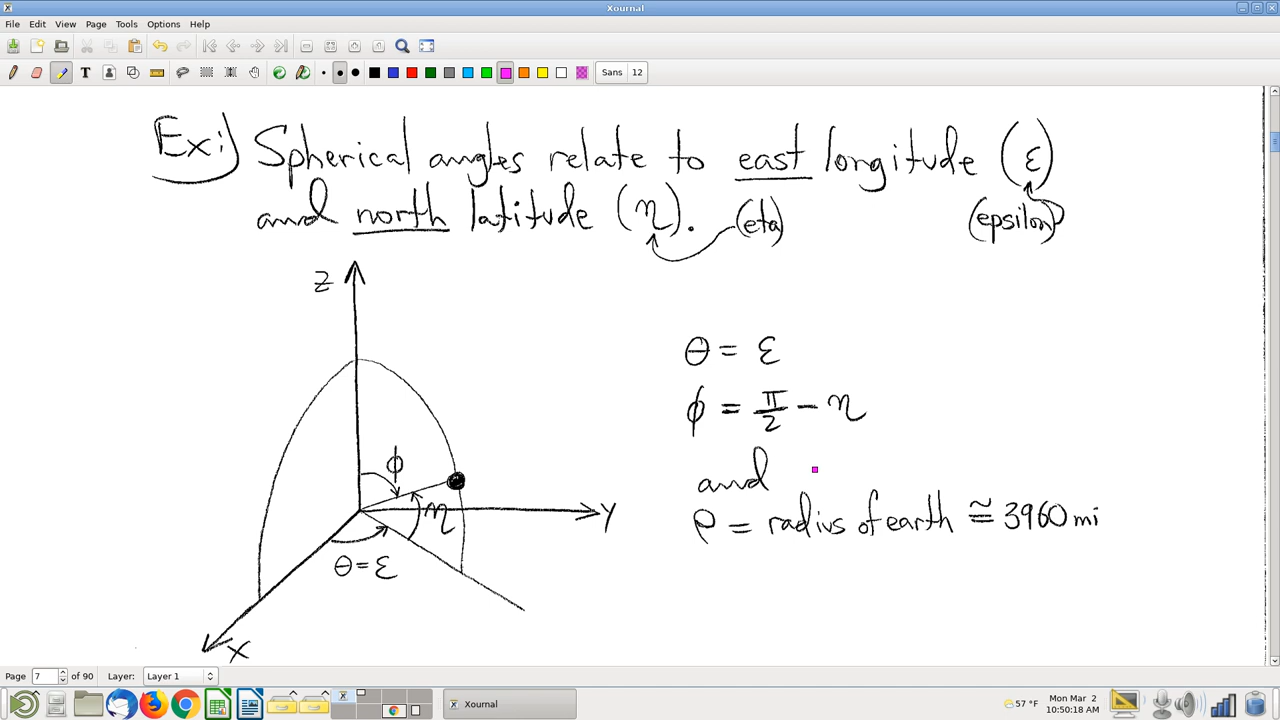 Xournal
File Edit View Page Tools Options Help
Sans 12
Ex:) Spherical angles relate to east longitude (ε)
and north latitude (η). (eta) (epsilon)
z
θ = ε
ϕ = π/2 − η
ϕ
and
η
y
ρ = radius of earth ≅ 3960 mi
θ = ε
x
Page 7 of 90 Layer: Layer 1
Xournal
57 °F
Mon Mar 2
10:50:18 AM